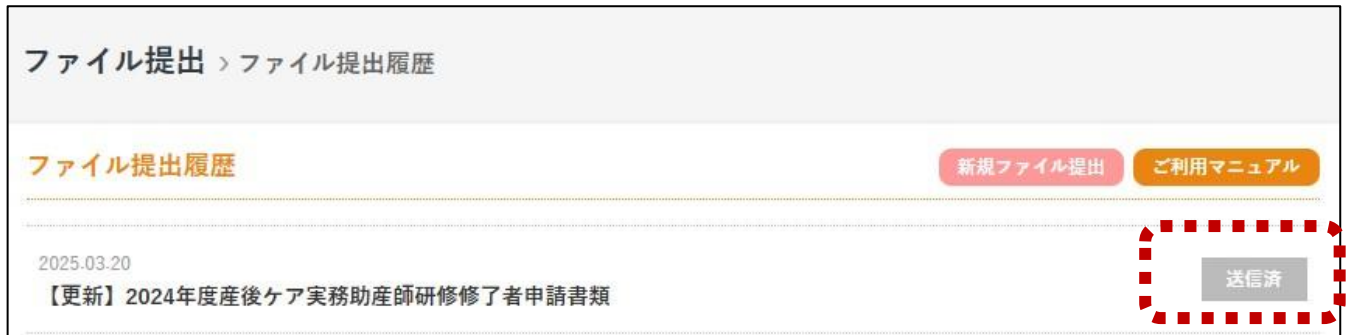 ファイル提出 › ファイル提出履歴
ファイル提出履歴
新規ファイル提出
ご利用マニュアル
2025.03.20
【更新】2024年度産後ケア実務助産師研修修了者申請書類
送信済